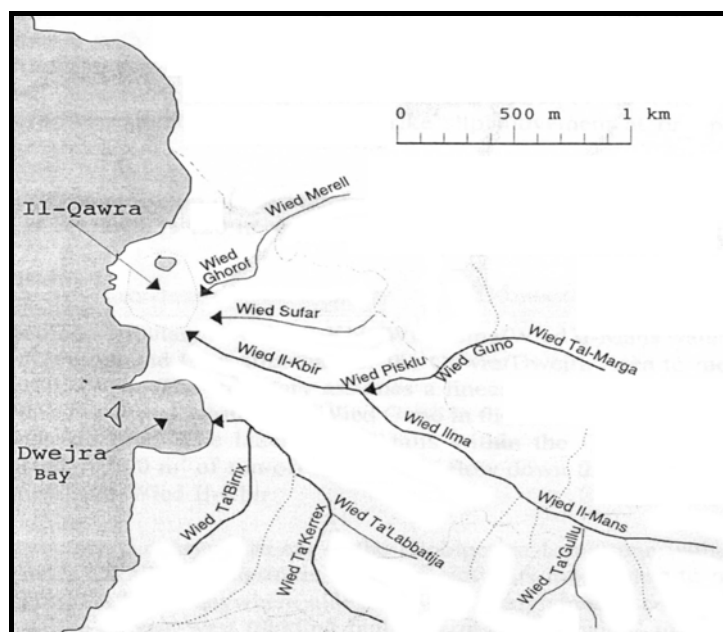 0 500 m 1 km
Il-Qawra
Wied Merell
Wied
Ghorof
Wied Sufar
Wied Il-Kbir
Wied Pisklu
Wied Guno
Wied Tal-Marga
Wied Ilma
Dwejra
Bay
Wied Ta'Birrix
Wied Ta'Kerrex
Wied Ta'Labbatija
Wied Il-Mans
Wied Ta'Gullu